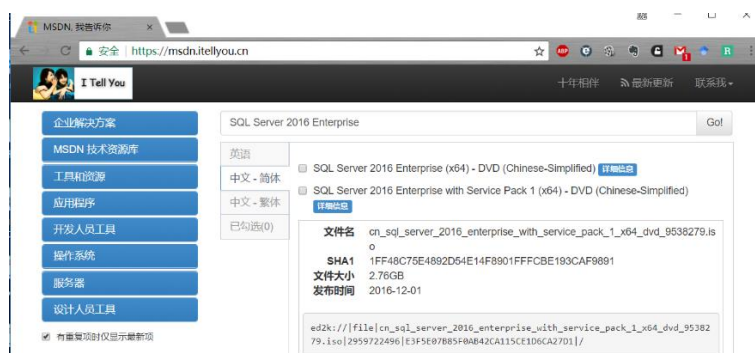 MSDN, 我告诉你
安全 | https://msdn.itellyou.cn
I Tell You
十年相伴 最新更新 联系我
企业解决方案
MSDN 技术资源库
工具和资源
应用程序
开发人员工具
操作系统
服务器
设计人员工具
有重复项时仅显示最新项
SQL Server 2016 Enterprise Go!
英语
中文 - 简体
中文 - 繁体
已勾选(0)
SQL Server 2016 Enterprise (x64) - DVD (Chinese-Simplified) 详细信息
SQL Server 2016 Enterprise with Service Pack 1 (x64) - DVD (Chinese-Simplified)
详细信息
文件名 cn_sql_server_2016_enterprise_with_service_pack_1_x64_dvd_9538279.is
o
SHA1 1FF48C75E4892D54E14F8901FFFCBE193CAF9891
文件大小 2.76GB
发布时间 2016-12-01
ed2k://|file|cn_sql_server_2016_enterprise_with_service_pack_1_x64_dvd_95382
79.iso|2959722496|E3F5E07B85F0AB42CA115CE1D6CA27D1|/